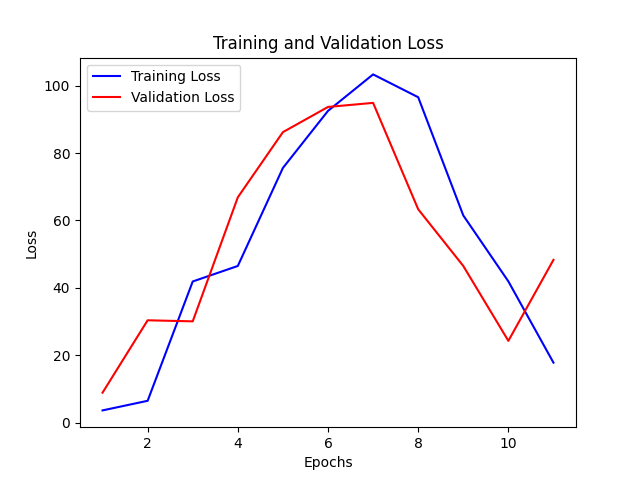 Training and Validation Loss
Training Loss
Validation Loss
100
80
60
40
20
0
Loss
2 4 6 8 10
Epochs